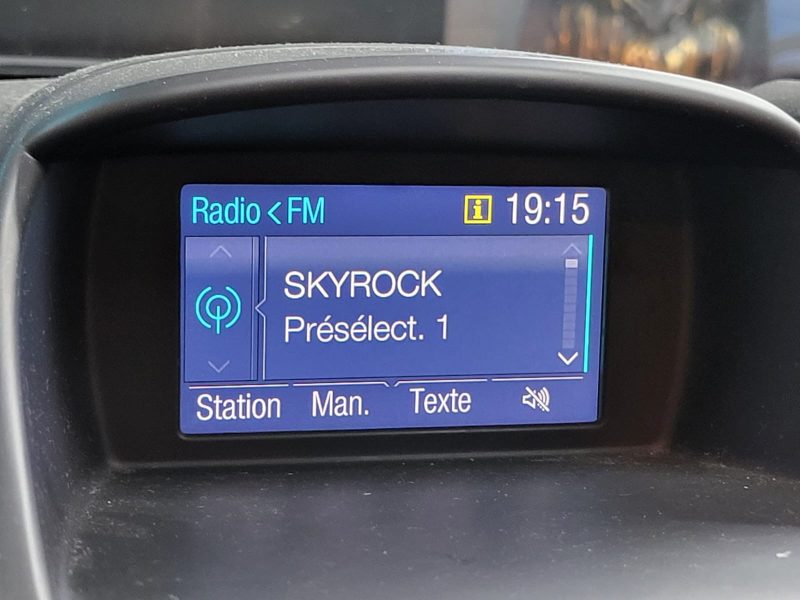 Radio < FM i 19:15
SKYROCK
Présélect. 1
Station Man. Texte